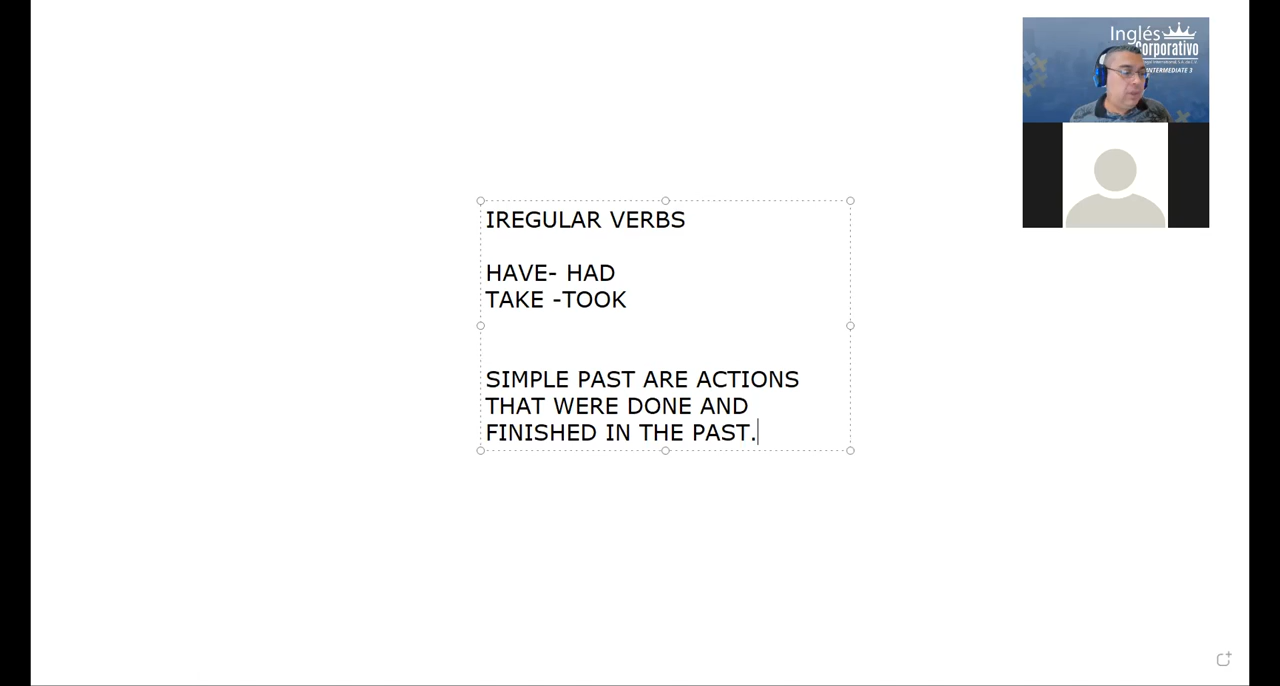 Inglés
Corporativo
INTERMEDIATE 3
IREGULAR VERBS
HAVE- HAD
TAKE -TOOK
SIMPLE PAST ARE ACTIONS
THAT WERE DONE AND
FINISHED IN THE PAST.